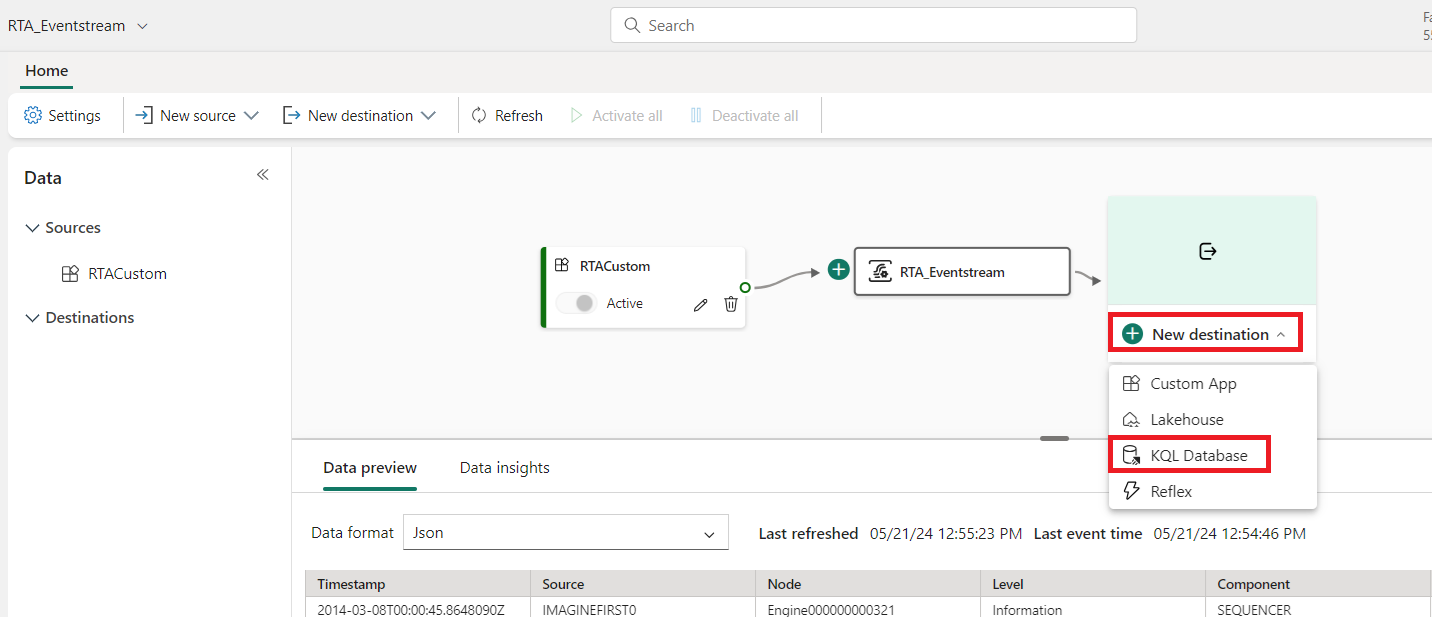 RTA_Eventstream
Search
Fa
55
Home
Settings
New source
New destination
Refresh
Activate all
Deactivate all
Data
Sources
RTACustom
Destinations
RTACustom
Active
RTA_Eventstream
New destination
Custom App
Lakehouse
KQL Database
Reflex
Data preview
Data insights
Data format
Json
Last refreshed 05/21/24 12:55:23 PM Last event time 05/21/24 12:54:46 PM
Timestamp Source Node Level Component
2014-03-08T00:00:45.8648090Z IMAGINEFIRST0 Engine000000000321 Information SEQUENCER